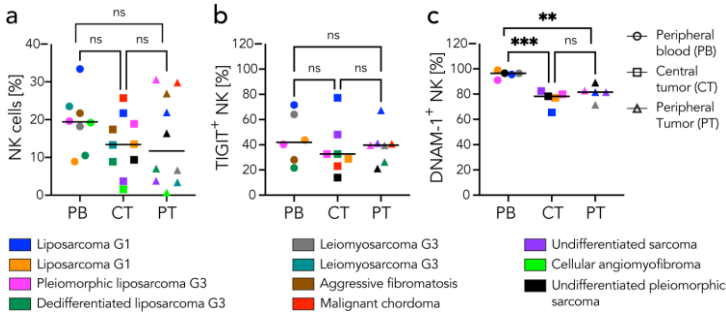 a
b
c
ns
ns
ns
NK cells [%]
40
30
20
10
0
PB
CT
PT
ns
ns
ns
TIGIT+ NK [%]
120
100
80
60
40
20
0
PB
CT
PT
**
***
ns
DNAM-1+ NK [%]
120
100
80
60
40
20
0
PB
CT
PT
Peripheral
blood (PB)
Central
tumor (CT)
Peripheral
Tumor (PT)
Liposarcoma G1
Liposarcoma G1
Pleiomorphic liposarcoma G3
Dedifferentiated liposarcoma G3
Leiomyosarcoma G3
Leiomyosarcoma G3
Aggressive fibromatosis
Malignant chordoma
Undifferentiated sarcoma
Cellular angiomyofibroma
Undifferentiated pleiomorphic
sarcoma